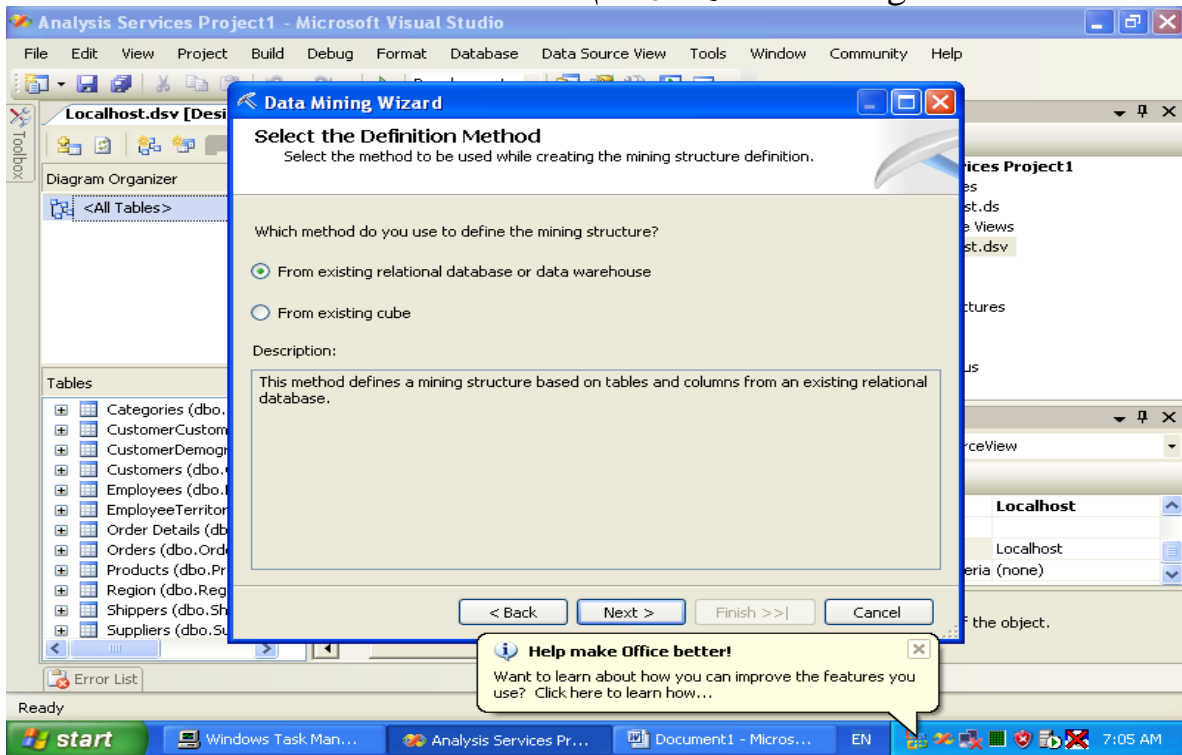 Analysis Services Project1 - Microsoft Visual Studio
File Edit View Project Build Debug Format Database Data Source View Tools Window Community Help
Toolbox
Localhost.dsv [Desi
Diagram Organizer
<All Tables>
Tables
Categories (dbo.
CustomerCustom
CustomerDemogr
Customers (dbo.
Employees (dbo.
EmployeeTerritor
Order Details (db
Orders (dbo.Ord
Products (dbo.Pr
Region (dbo.Reg
Shippers (dbo.Sh
Suppliers (dbo.Su
Data Mining Wizard
Select the Definition Method
Select the method to be used while creating the mining structure definition.
Which method do you use to define the mining structure?
From existing relational database or data warehouse
From existing cube
Description:
This method defines a mining structure based on tables and columns from an existing relational
database.
< Back Next > Finish >>| Cancel
ices Project1
es
st.ds
e Views
st.dsv
ctures
us
rceView
Localhost
Localhost
eria (none)
f the object.
Help make Office better!
Want to learn about how you can improve the features you
use? Click here to learn how...
Error List
Ready
start Windows Task Man... Analysis Servi­ces Pr... Document1 - Micros... EN 7:05 AM